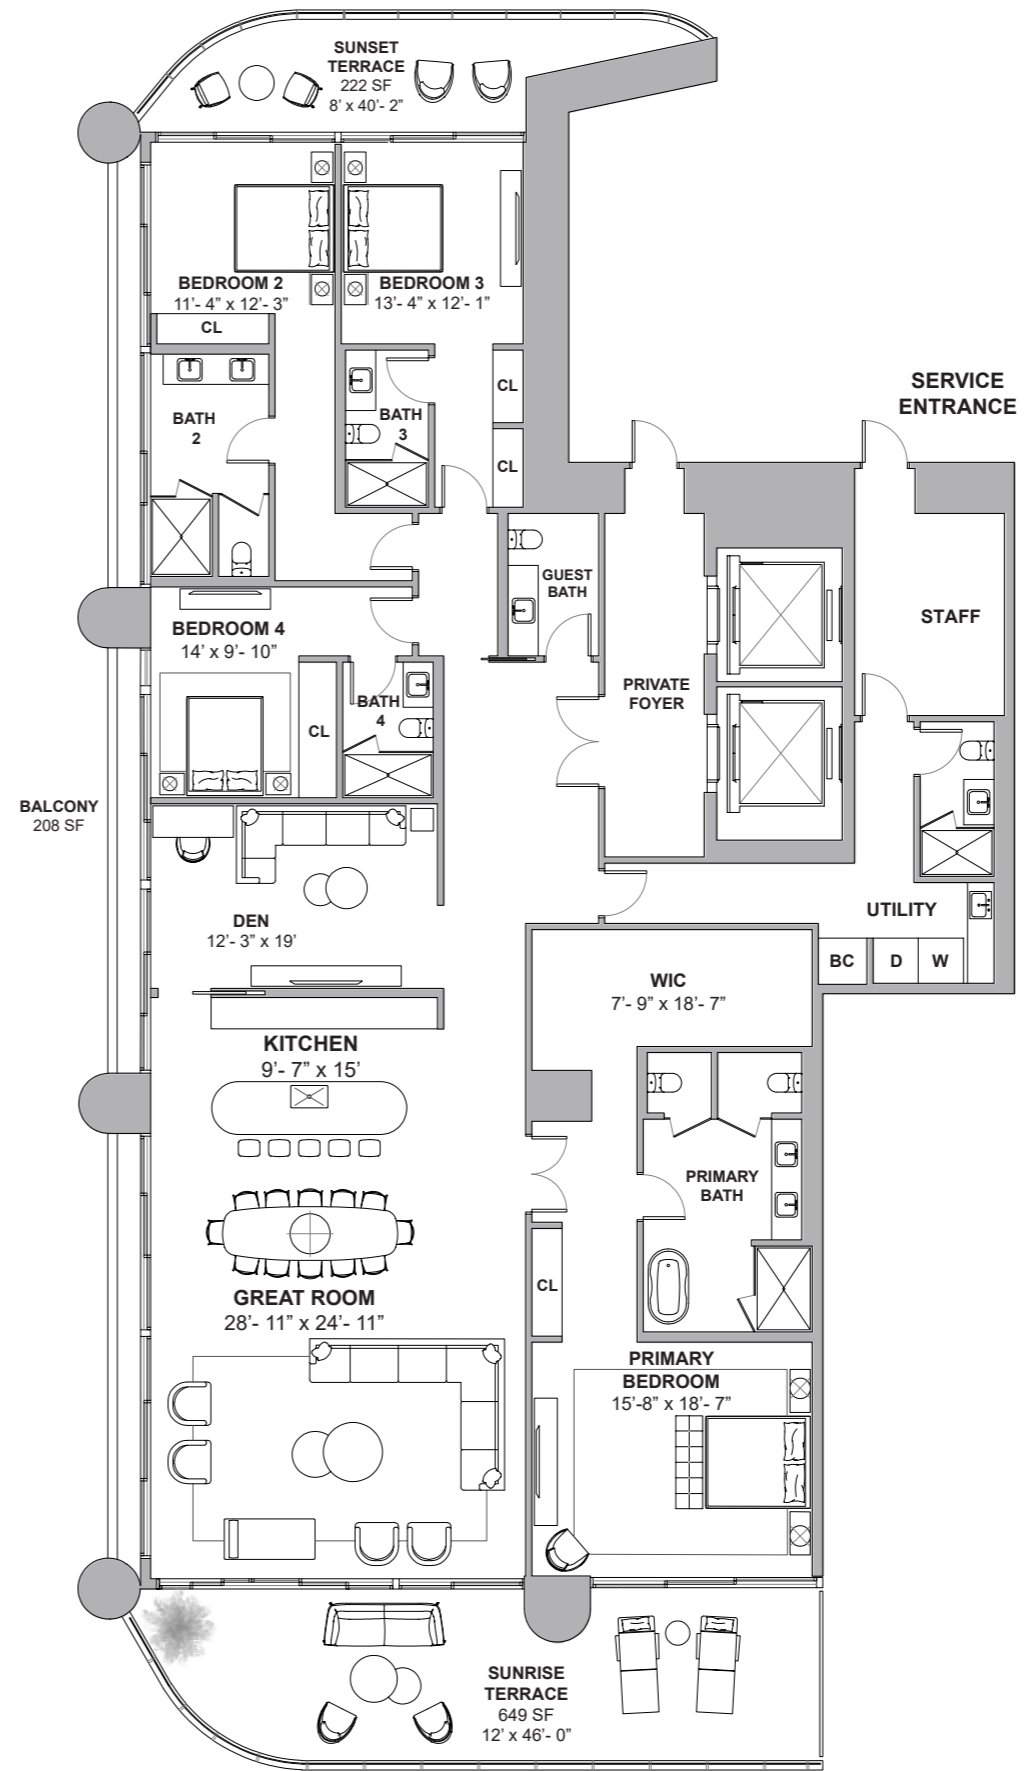 SUNSET
TERRACE
222 SF
8' x 40'- 2”
BEDROOM 2
11'- 4” x 12'- 3”
BEDROOM 3
13'- 4” x 12'- 1”
CL
BATH
2
BATH
3
CL
CL
SERVICE
ENTRANCE
GUEST
BATH
STAFF
BEDROOM 4
14' x 9'- 10”
PRIVATE
FOYER
BATH
4
CL
BALCONY
208 SF
DEN
12'- 3” x 19'
UTILITY
BC
D
W
WIC
7'- 9” x 18'- 7”
KITCHEN
9'- 7” x 15'
PRIMARY
BATH
CL
GREAT ROOM
28'- 11” x 24'- 11”
PRIMARY
BEDROOM
15'-8” x 18'- 7”
SUNRISE
TERRACE
649 SF
12' x 46'- 0”